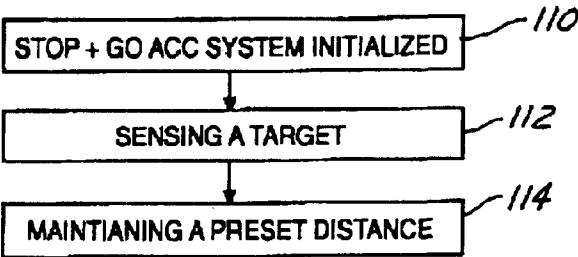 110
STOP + GO ACC SYSTEM INITIALIZED
112
SENSING A TARGET
114
MAINTIANING A PRESET DISTANCE